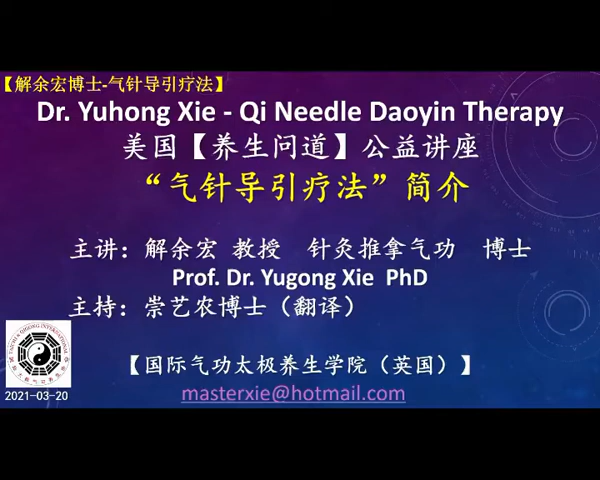 【解余宏博士-气针导引疗法】
Dr. Yuhong Xie - Qi Needle Daoyin Therapy
美国【养生问道】公益讲座
“气针导引疗法”简介
主讲：解余宏 教授 针灸推拿气功 博士
Prof. Dr. Yugong Xie PhD
主持：崇艺农博士（翻译）
【国际气功太极养生学院（英国）】
masterxie@hotmail.com
2021-03-20